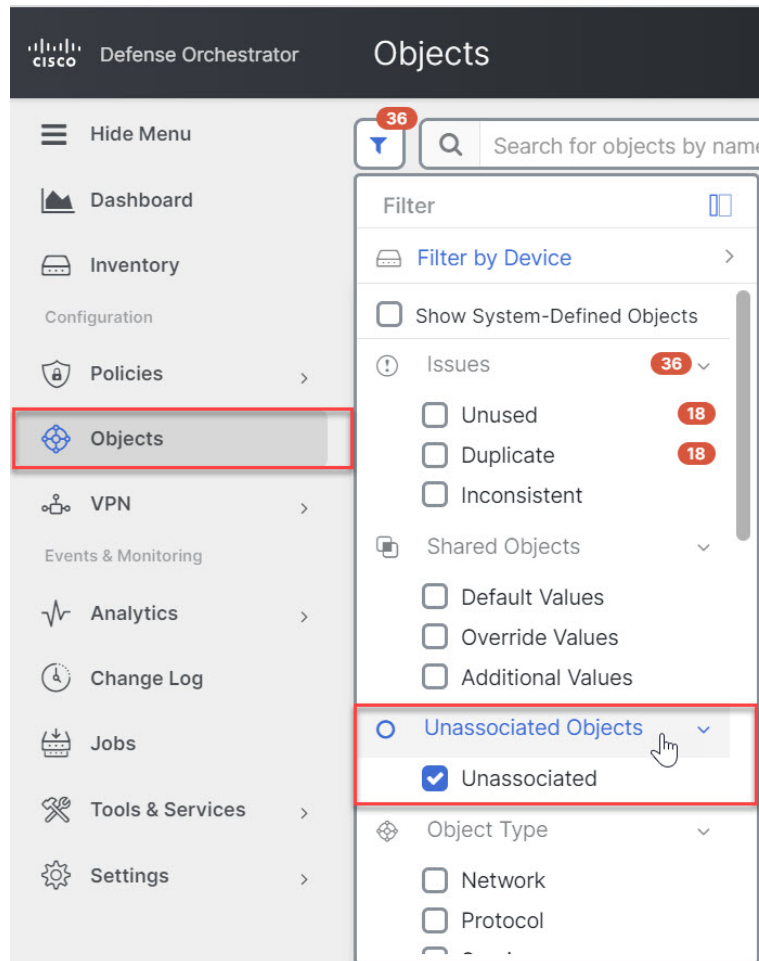 CISCO Defense Orchestrator
Objects
Hide Menu
Dashboard
Inventory
Configuration
Policies
Objects
VPN
Events & Monitoring
Analytics
Change Log
Jobs
Tools & Services
Settings
36
Search for objects by name
Filter
Filter by Device
Show System-Defined Objects
Issues 36
Unused 18
Duplicate 18
Inconsistent
Shared Objects
Default Values
Override Values
Additional Values
Unassociated Objects
Unassociated
Object Type
Network
Protocol